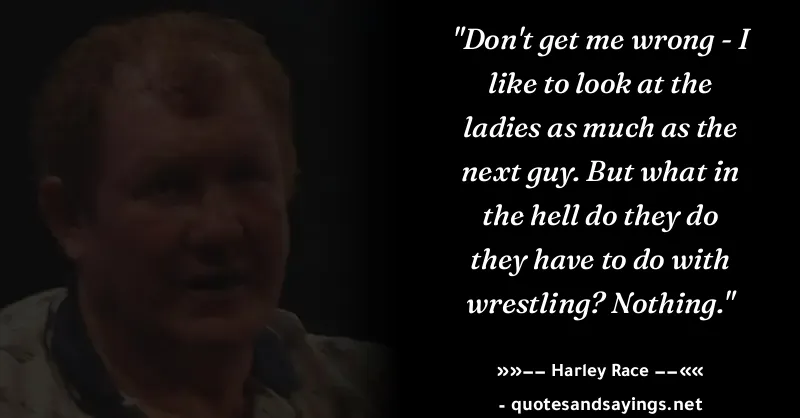 "Don't get me wrong - I
like to look at the
ladies as much as the
next guy. But what in
the hell do they do
they have to do with
wrestling? Nothing."
»»−− Harley Race −−««
- quotesandsayings.net